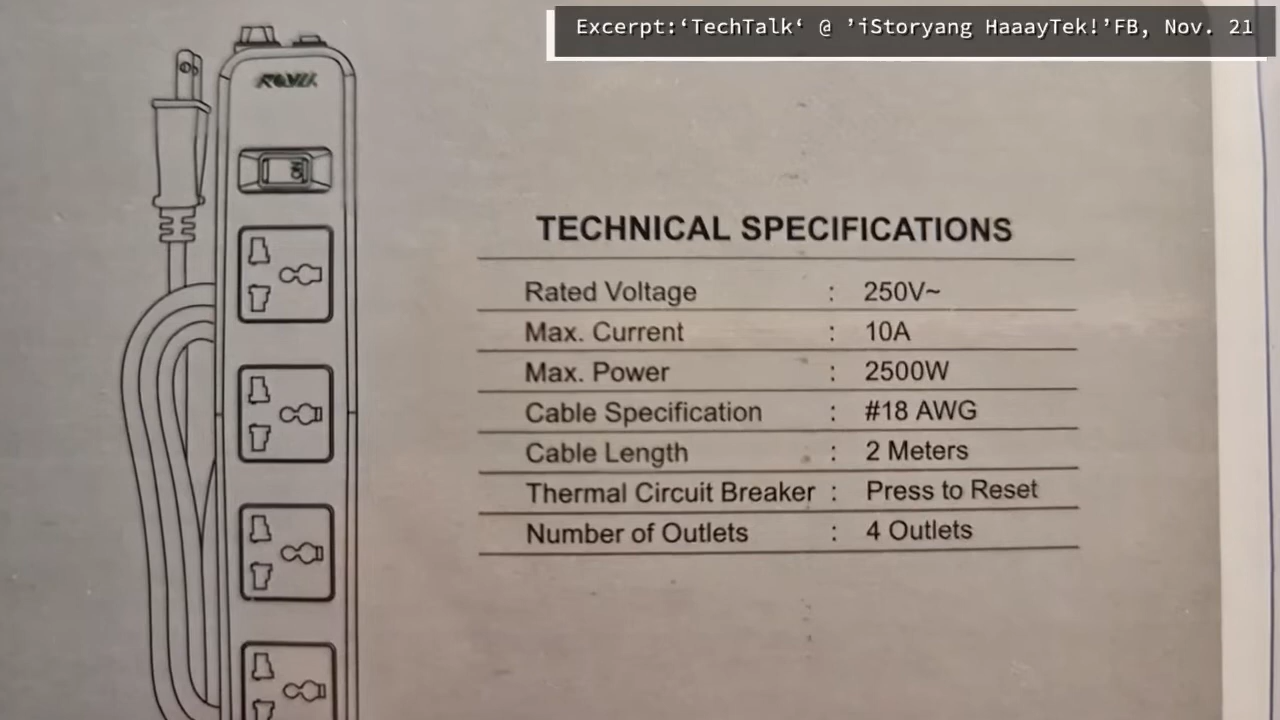 Excerpt:‘TechTalk‘ @ ’iStoryang HaaayTek!’FB, Nov. 21
ON
TECHNICAL SPECIFICATIONS
Rated Voltage : 250V~
Max. Current : 10A
Max. Power : 2500W
Cable Specification : #18 AWG
Cable Length : 2 Meters
Thermal Circuit Breaker : Press to Reset
Number of Outlets : 4 Outlets